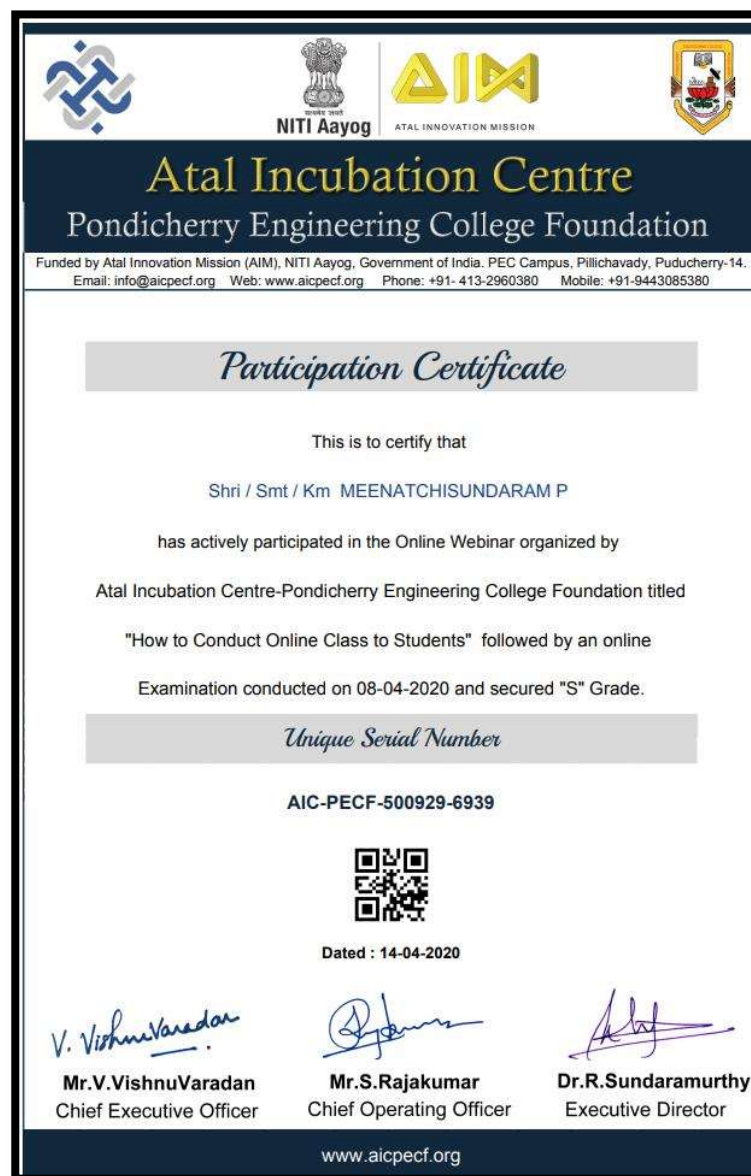 सत्यमेव जयते
NITI Aayog
AIM
ATAL INNOVATION MISSION
Atal Incubation Centre
Pondicherry Engineering College Foundation
Funded by Atal Innovation Mission (AIM), NITI Aayog, Government of India. PEC Campus, Pillichavady, Puducherry-14.
Email: info@aicpecf.org Web: www.aicpecf.org Phone: +91- 413-2960380 Mobile: +91-9443085380
Participation Certificate
This is to certify that
Shri / Smt / Km MEENATCHISUNDARAM P
has actively participated in the Online Webinar organized by
Atal Incubation Centre-Pondicherry Engineering College Foundation titled
"How to Conduct Online Class to Students" followed by an online
Examination conducted on 08-04-2020 and secured "S" Grade.
Unique Serial Number
AIC-PECF-500929-6939
Dated : 14-04-2020
V. VishnuVaradan
Mr.V.VishnuVaradan Mr.S.Rajakumar Dr.R.Sundaramurthy
Chief Executive Officer Chief Operating Officer Executive Director
www.aicpecf.org